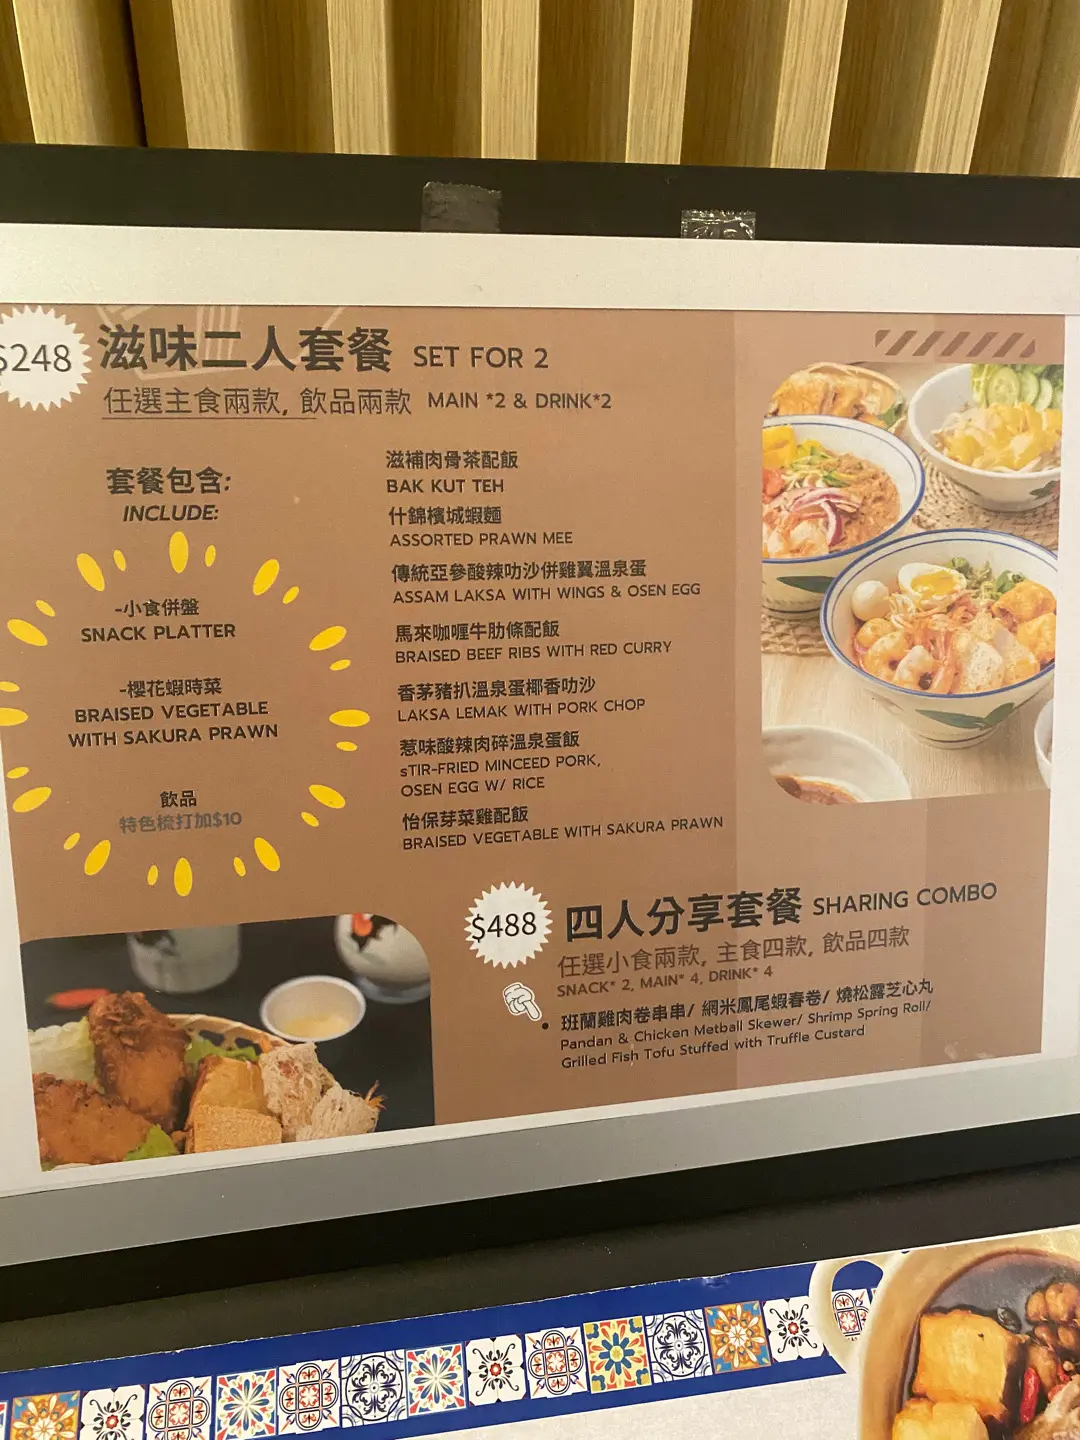 $248
滋味二人套餐 SET FOR 2
任選主食兩款, 飲品兩款 MAIN *2 & DRINK*2
套餐包含:
INCLUDE:
-小食併盤
SNACK PLATTER
-櫻花蝦時菜
BRAISED VEGETABLE
WITH SAKURA PRAWN
飲品
特色梳打加$10
滋補肉骨茶配飯
BAK KUT TEH
什錦檳城蝦麵
ASSORTED PRAWN MEE
傳統亞參酸辣叻沙併雞翼溫泉蛋
ASSAM LAKSA WITH WINGS & OSEN EGG
馬來咖喱牛肋條配飯
BRAISED BEEF RIBS WITH RED CURRY
香茅豬扒溫泉蛋椰香叻沙
LAKSA LEMAK WITH PORK CHOP
惹味酸辣肉碎溫泉蛋飯
sTIR-FRIED MINCEED PORK,
OSEN EGG W/ RICE
怡保芽菜雞配飯
BRAISED VEGETABLE WITH SAKURA PRAWN
$488
四人分享套餐 SHARING COMBO
任選小食兩款, 主食四款, 飲品四款
SNACK* 2, MAIN* 4, DRINK* 4
• 班蘭雞肉卷串串/ 網米鳳尾蝦春卷/ 燒松露芝心丸
Pandan & Chicken Metball Skewer/ Shrimp Spring Roll/
Grilled Fish Tofu Stuffed with Truffle Custard